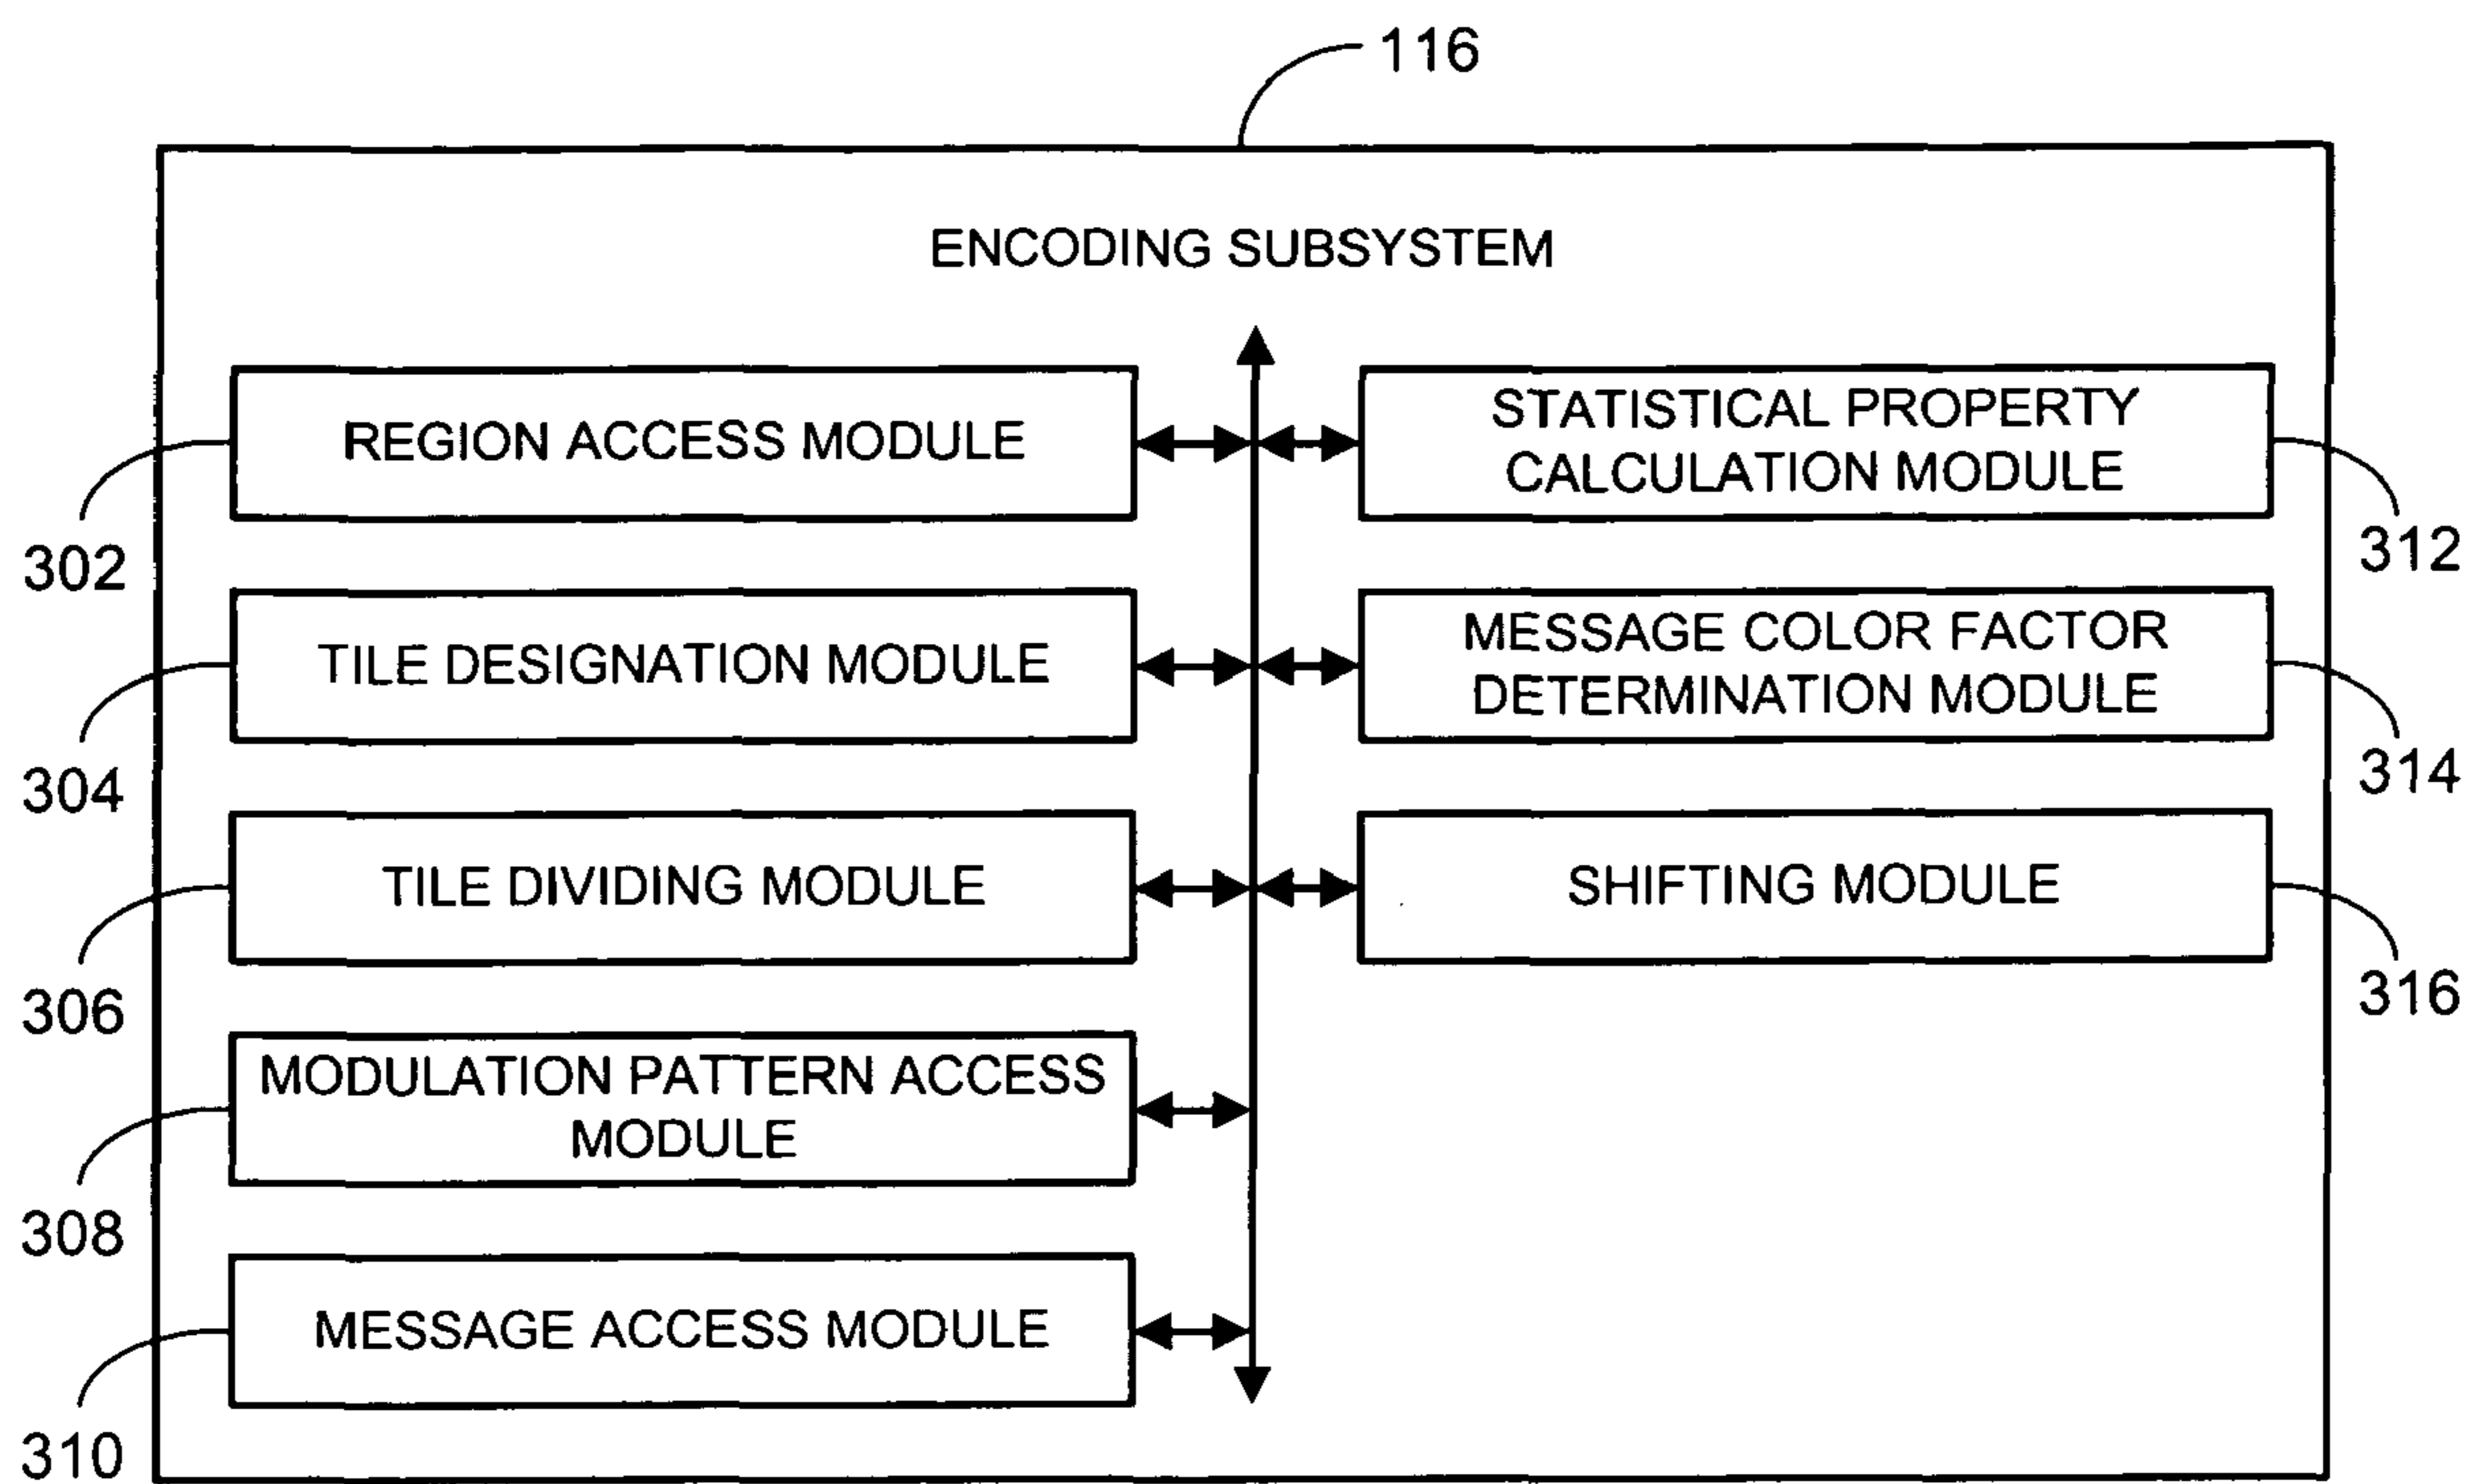 116
ENCODING SUBSYSTEM
REGION ACCESS MODULE
302
TILE DESIGNATION MODULE
304
TILE DIVIDING MODULE
306
MODULATION PATTERN ACCESS
MODULE
308
MESSAGE ACCESS MODULE
310
STATISTICAL PROPERTY
CALCULATION MODULE
312
MESSAGE COLOR FACTOR
DETERMINATION MODULE
314
SHIFTING MODULE
316